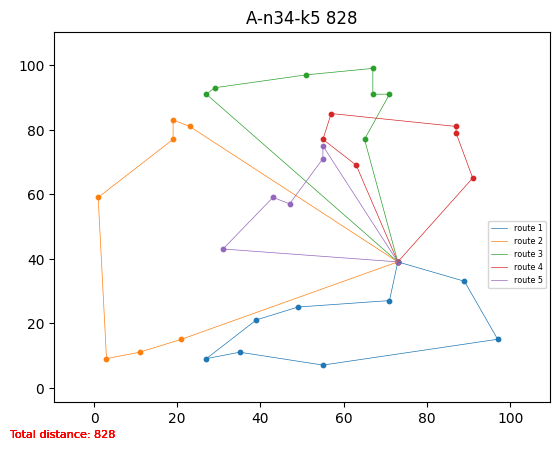 A-n34-k5 828
100
80
60
40
20
0
0 20 40 60 80 100
route 1
route 2
route 3
route 4
route 5
Total distance: 828